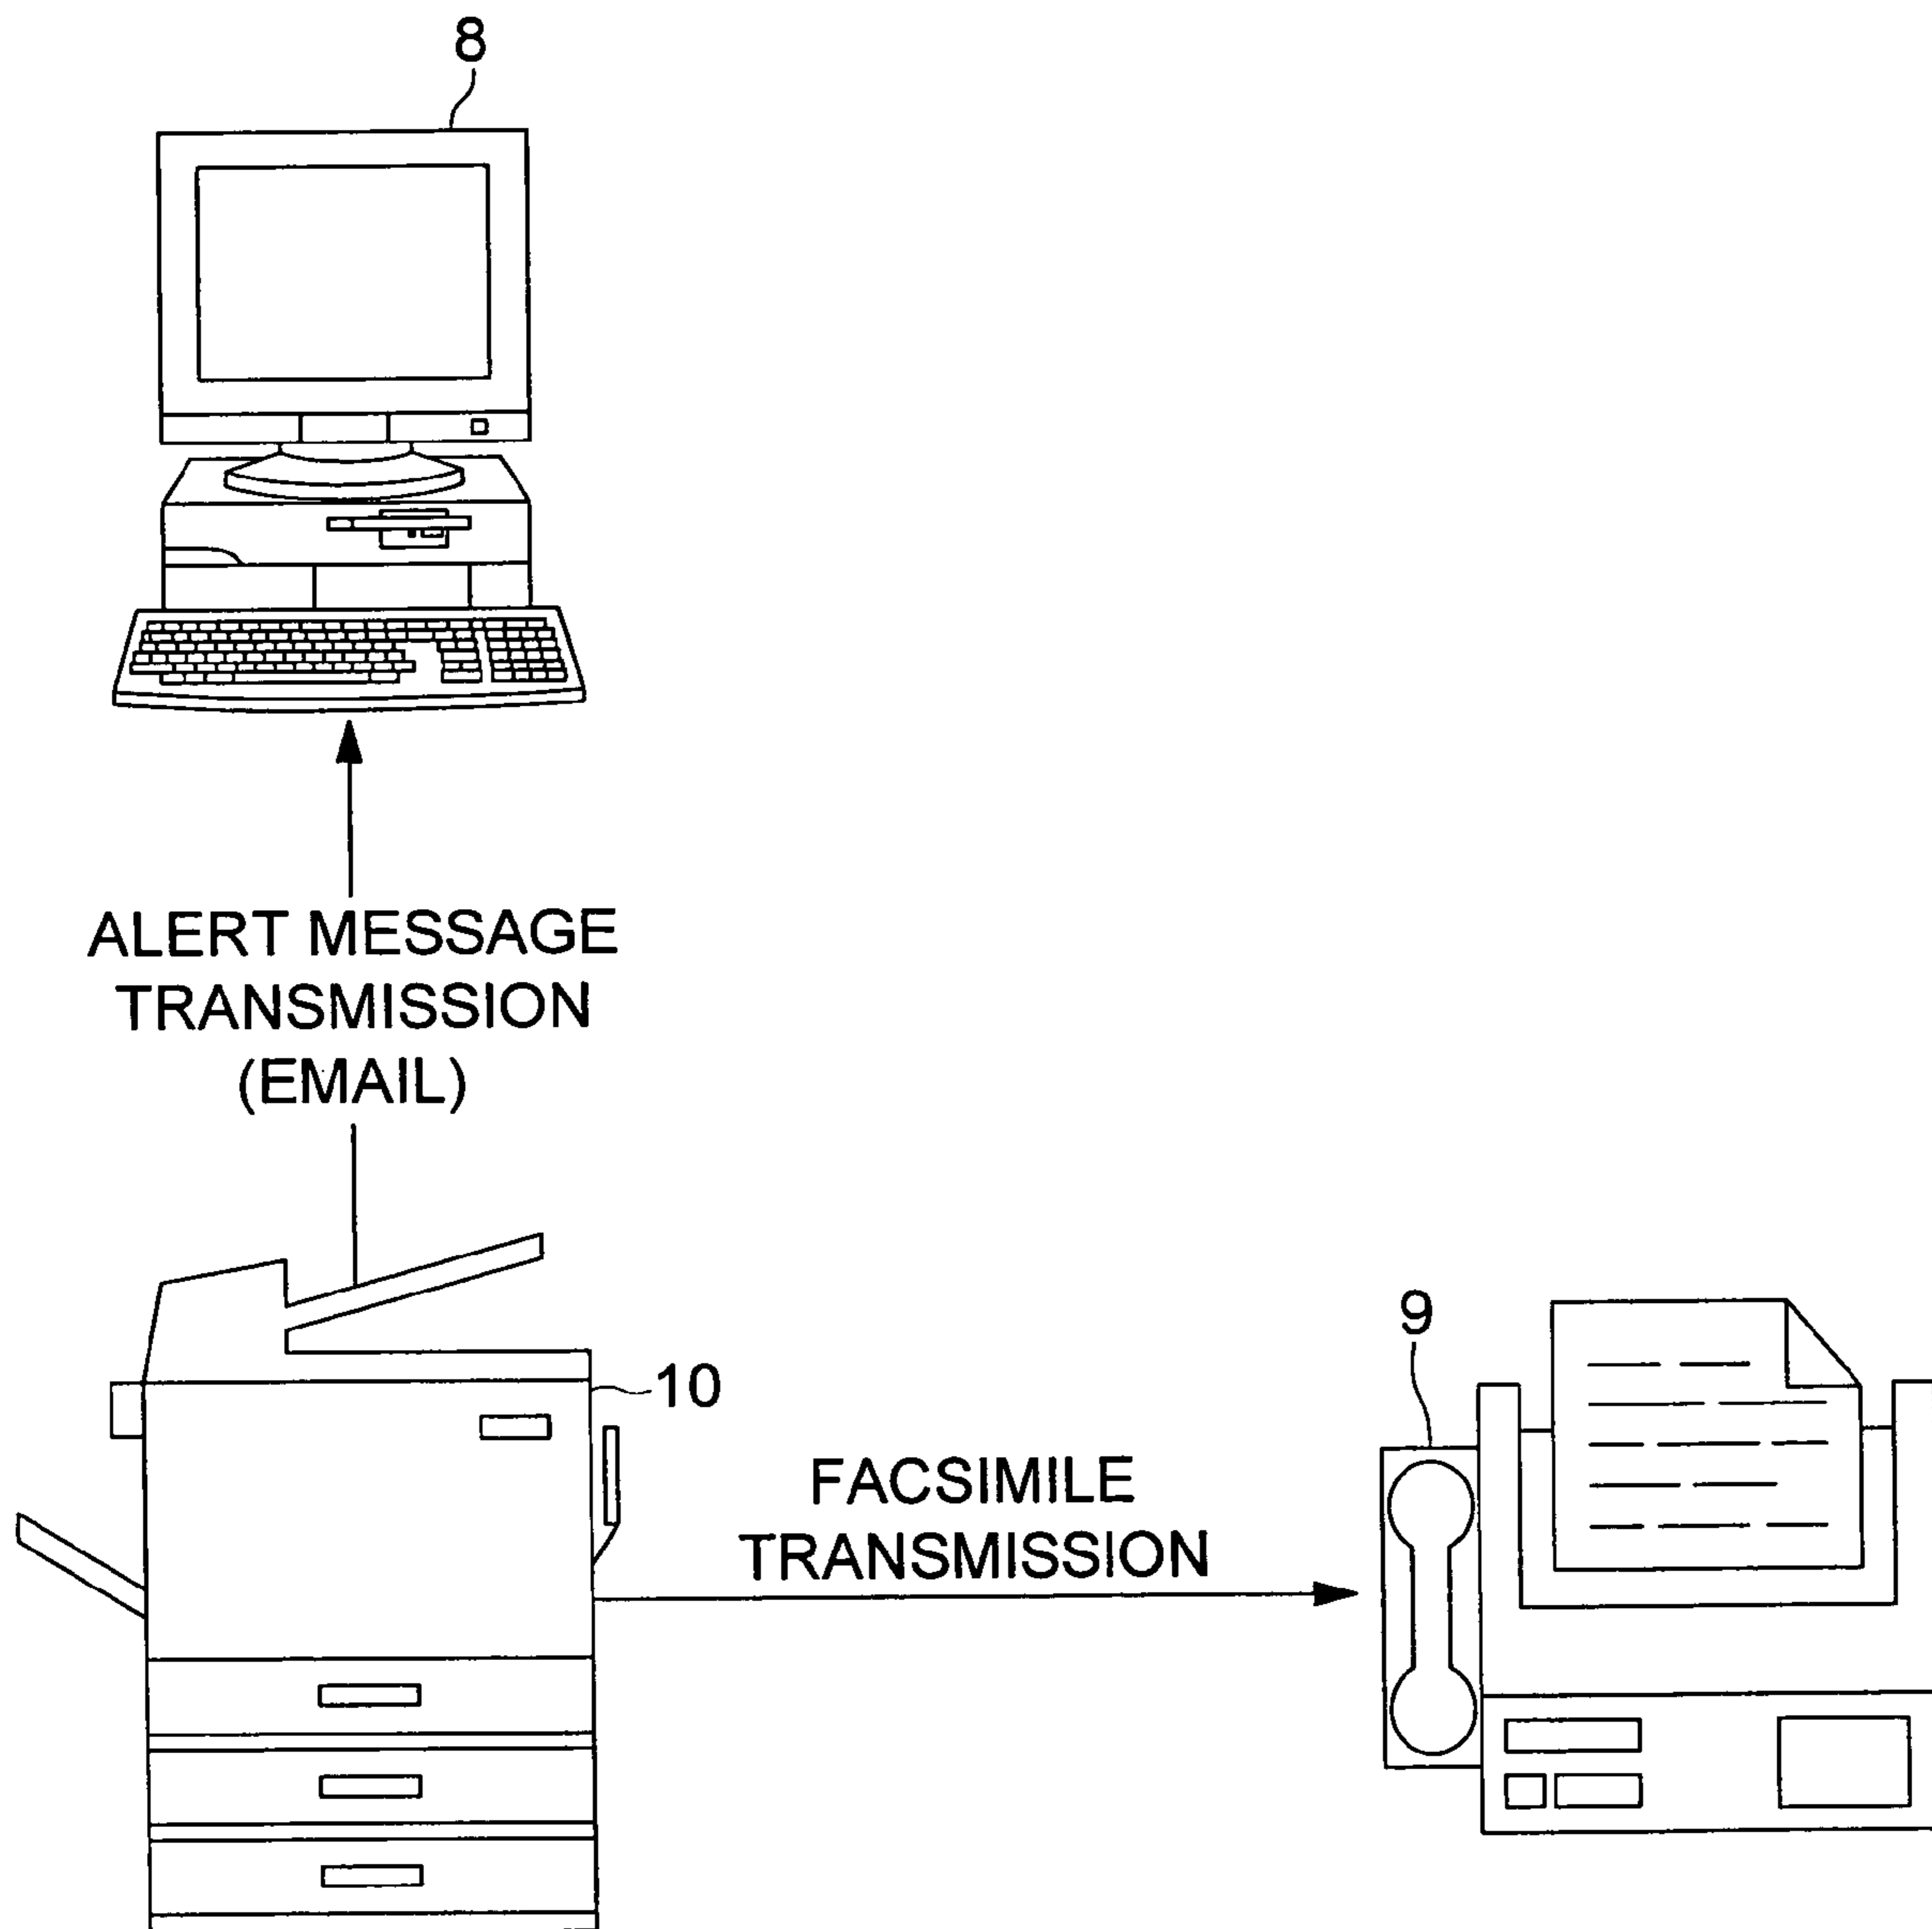 8
ALERT MESSAGE
TRANSMISSION
(EMAIL)
10
9
FACSIMILE
TRANSMISSION